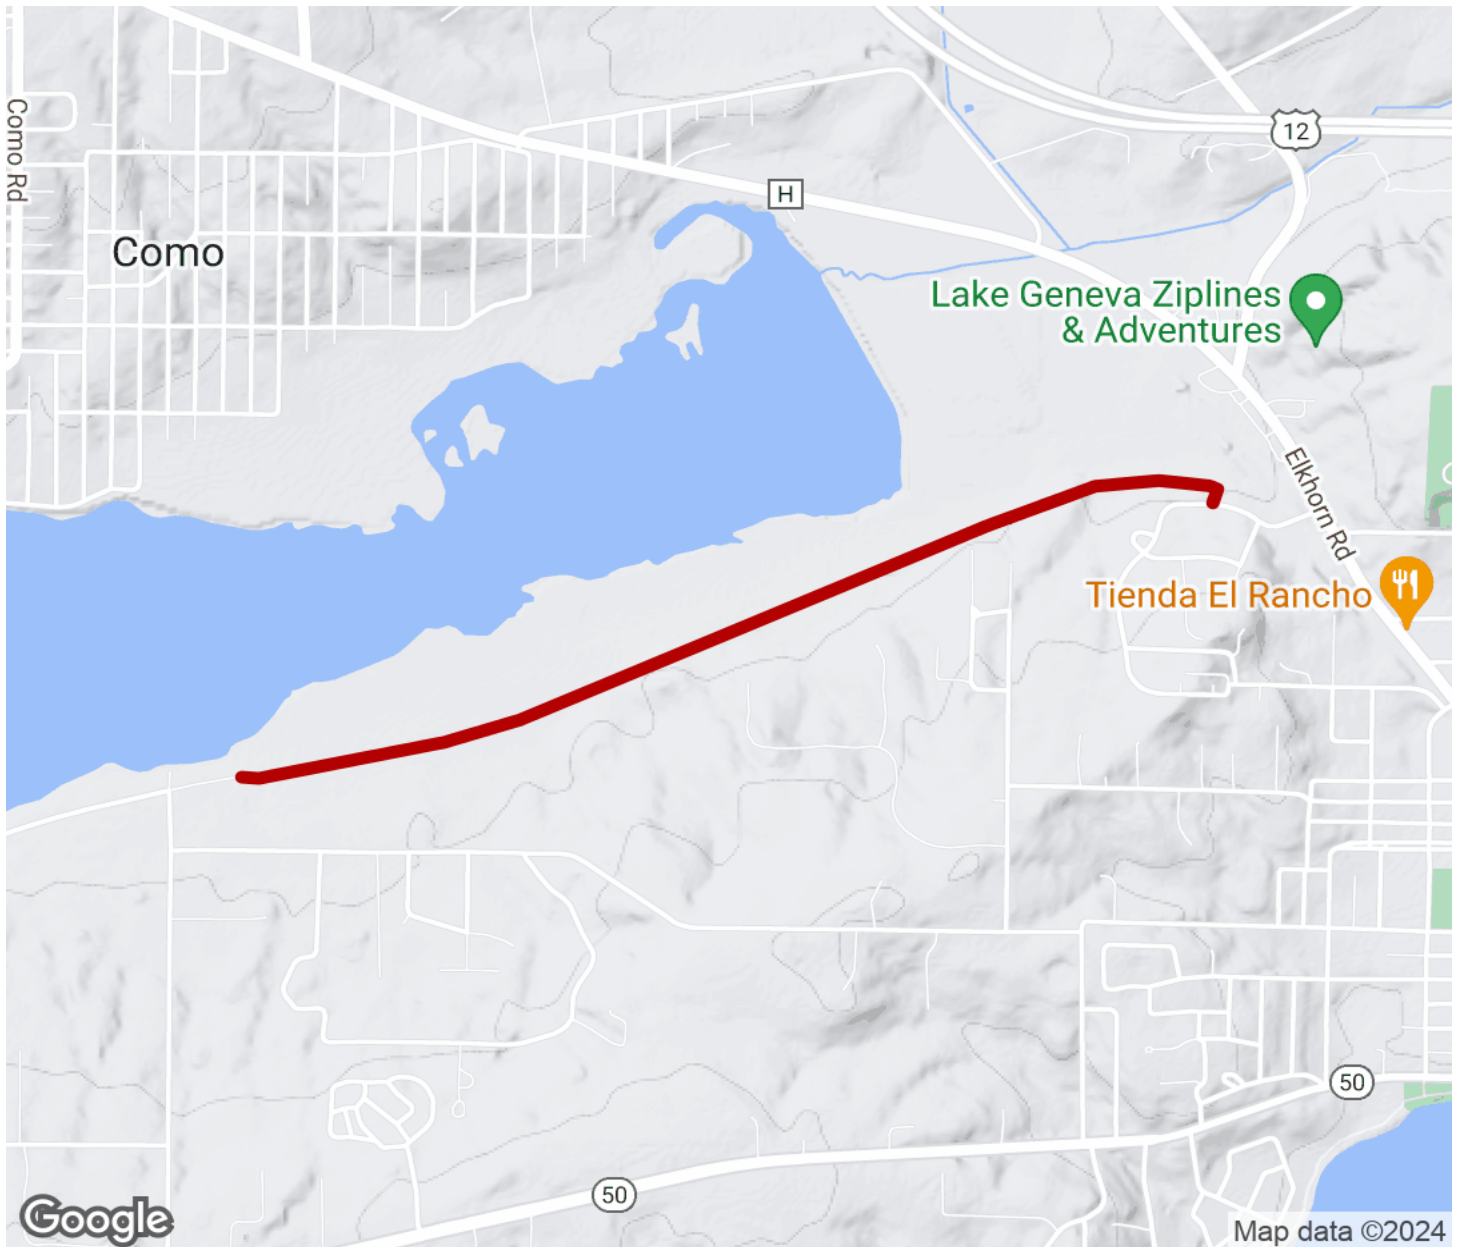 Como Rd
12
H
Como
Lake Geneva Ziplines
& Adventures
Elkhorn Rd
Tienda El Rancho
50
50
Google
Map data ©2024